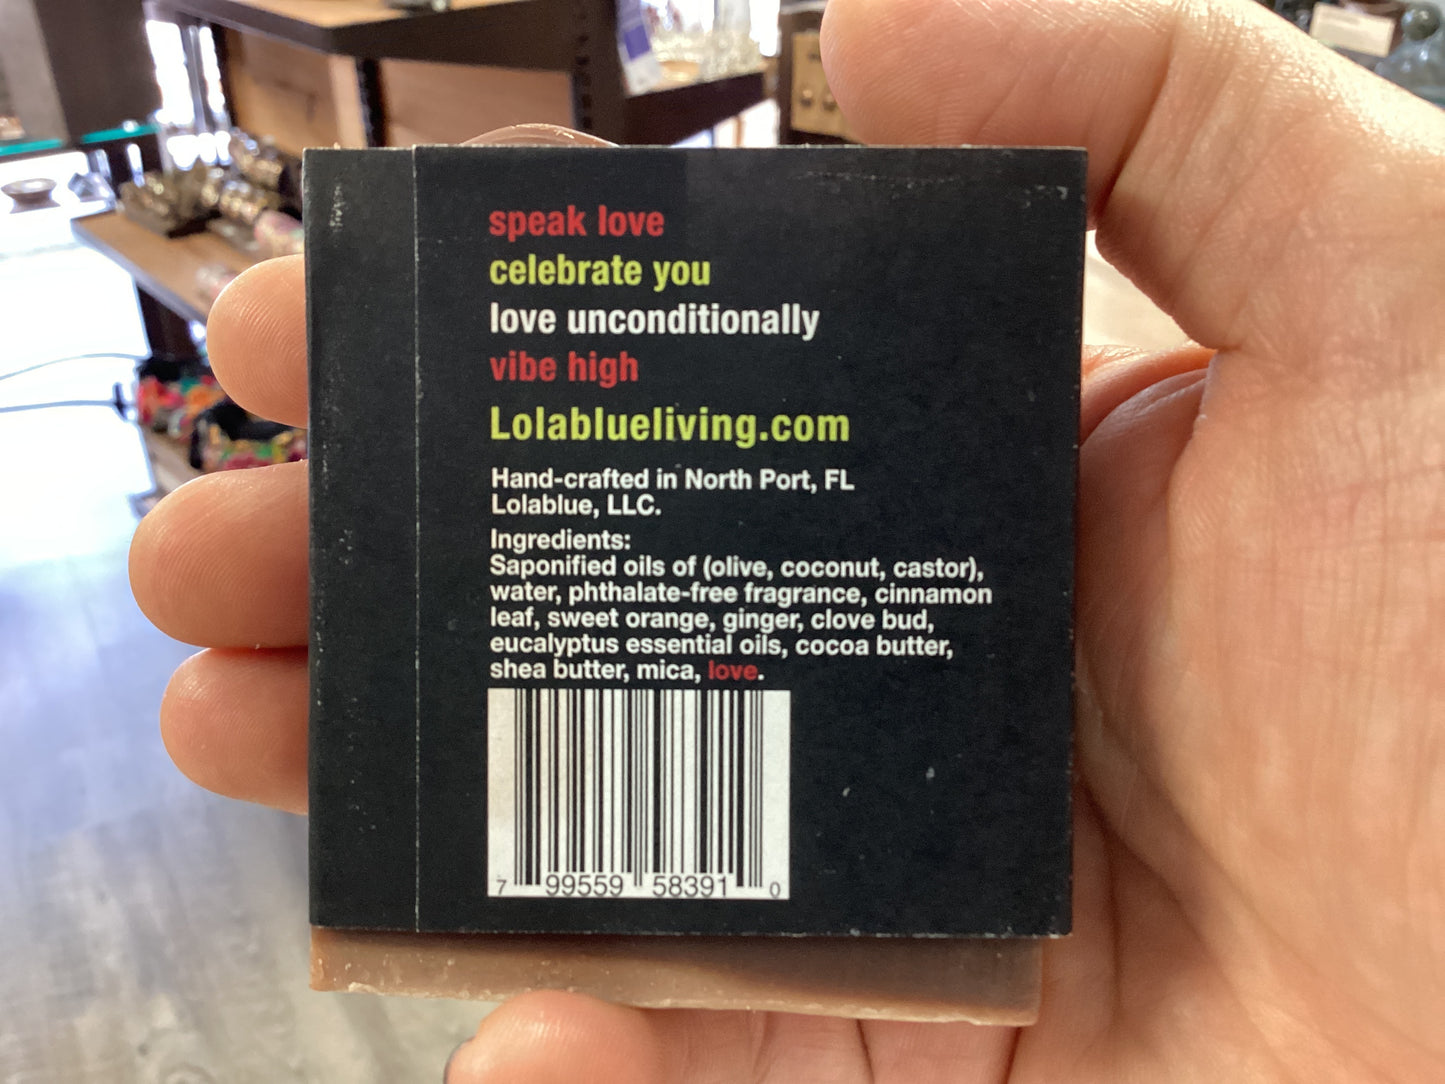 speak love
celebrate you
love unconditionally
vibe high
Lolablueliving.com
Hand-crafted in North Port, FL
Lolablue, LLC.
Ingredients:
Saponified oils of (olive, coconut, castor),
water, phthalate-free fragrance, cinnamon
leaf, sweet orange, ginger, clove bud,
eucalyptus essential oils, cocoa butter,
shea butter, mica, love.
7 99559 58391 0